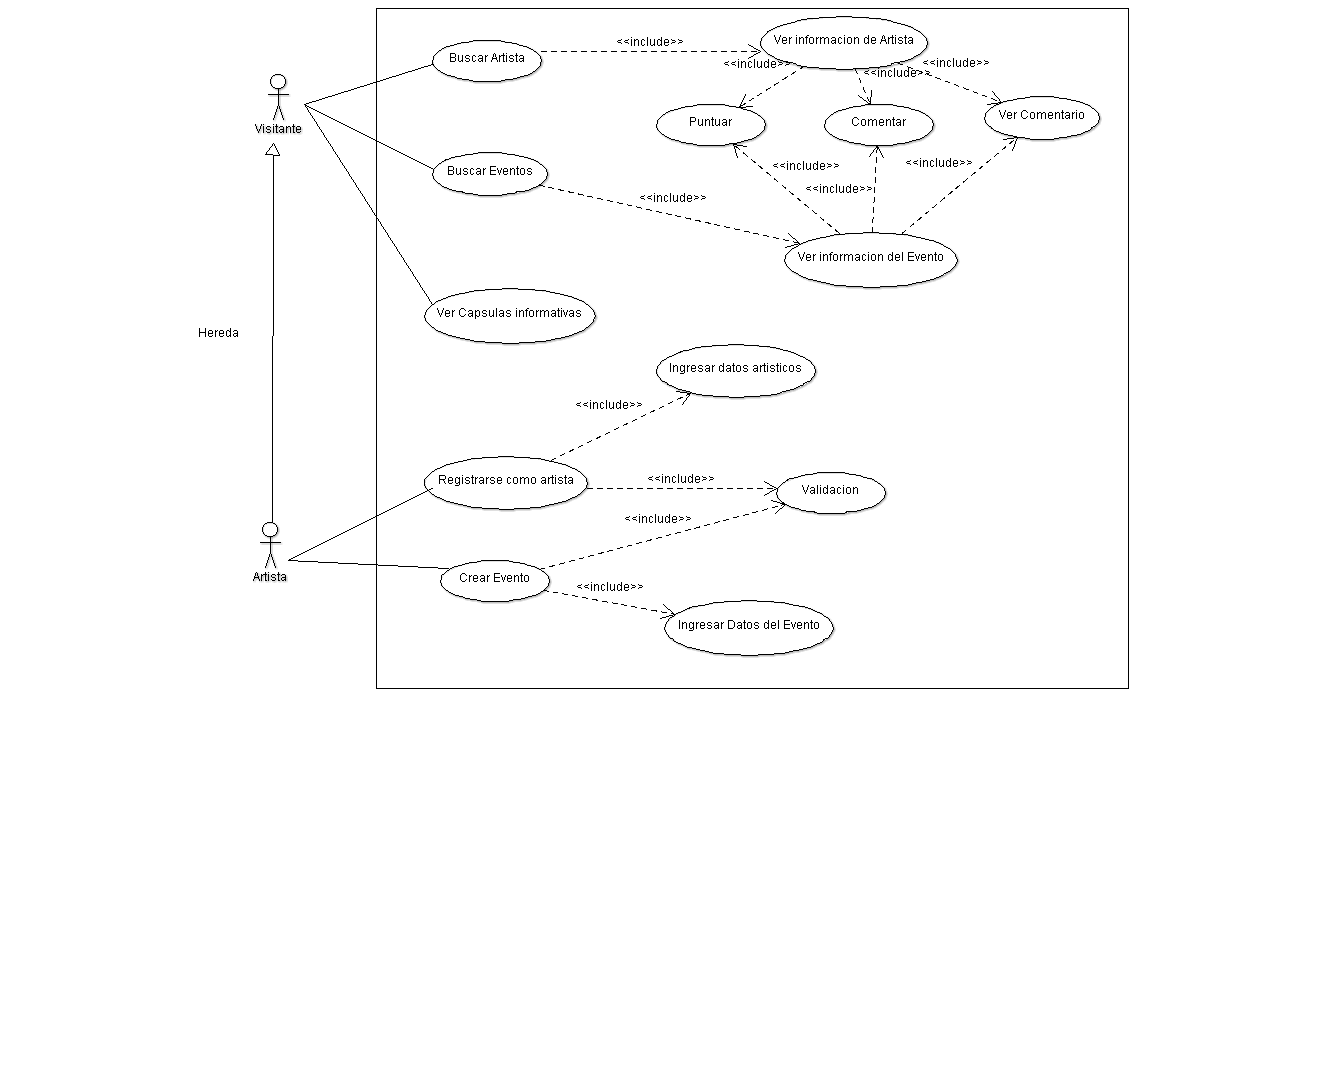 <<include>>
Ver informacion de Artista
Buscar Artista
<<include>>
<<include>>
<<include>>
Visitante
Puntuar
Comentar
Ver Comentario
Buscar Eventos
<<include>>
<<include>>
<<include>>
<<include>>
Ver informacion del Evento
Ver Capsulas informativas
Hereda
Ingresar datos artisticos
<<include>>
Registrarse como artista
<<include>>
Validacion
<<include>>
Artista
Crear Evento
<<include>>
Ingresar Datos del Evento